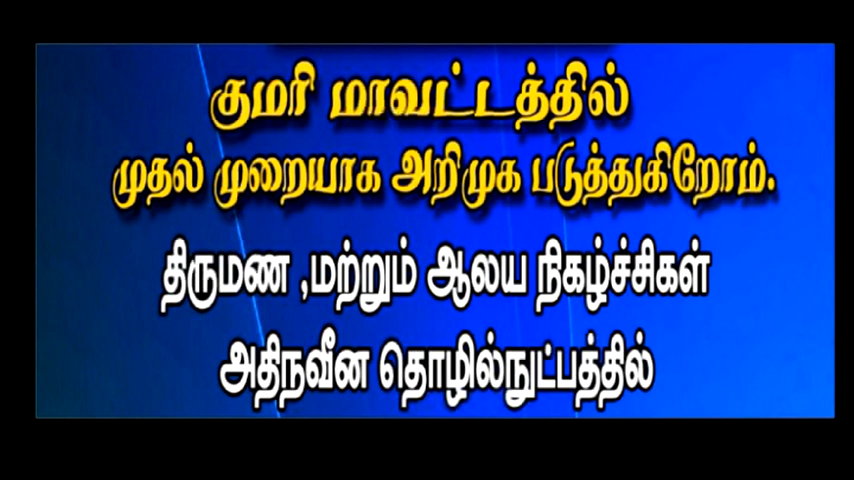 குமரி மாவட்டத்தில்
முதல் முறையாக அறிமுக படுத்துகிறோம்.
திருமண ,மற்றும் ஆலய நிகழ்ச்சிகள்
அதிநவீன தொழில்நுட்பத்தில்